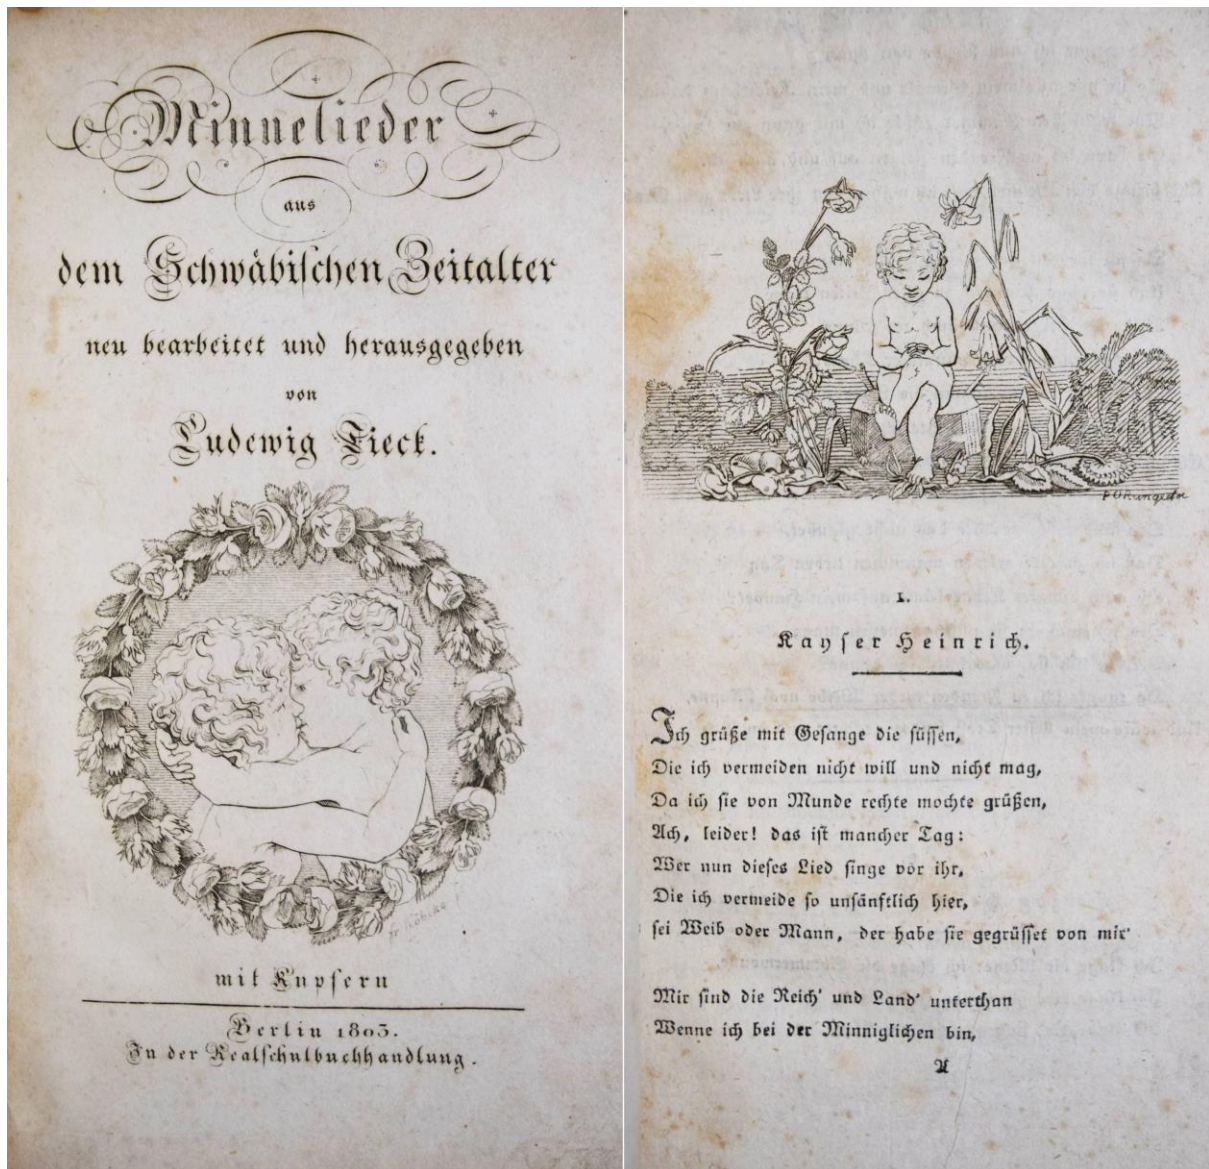 Minnelieder
aus
dem Schwäbischen Zeitalter
neu bearbeitet und herausgegeben
von
Ludewig Tieck.
mit Kupfern
Berlin 1803.
In der Realschulbuchhandlung.
1.
Kayser Heinrich.
Ich grüße mit Gesange die süssen,
Die ich vermeiden nicht will und nicht mag,
Da ich sie von Munde rechte mochte grüßen,
Ach, leider! das ist mancher Tag:
Wer nun dieses Lied singe vor ihr,
Die ich vermeide so unsänftlich hier,
sei Weib oder Mann, der habe sie gegrüsset von mir
Mir sind die Reich' und Land' unterthan
Wenne ich bei der Minniglichen bin,
A